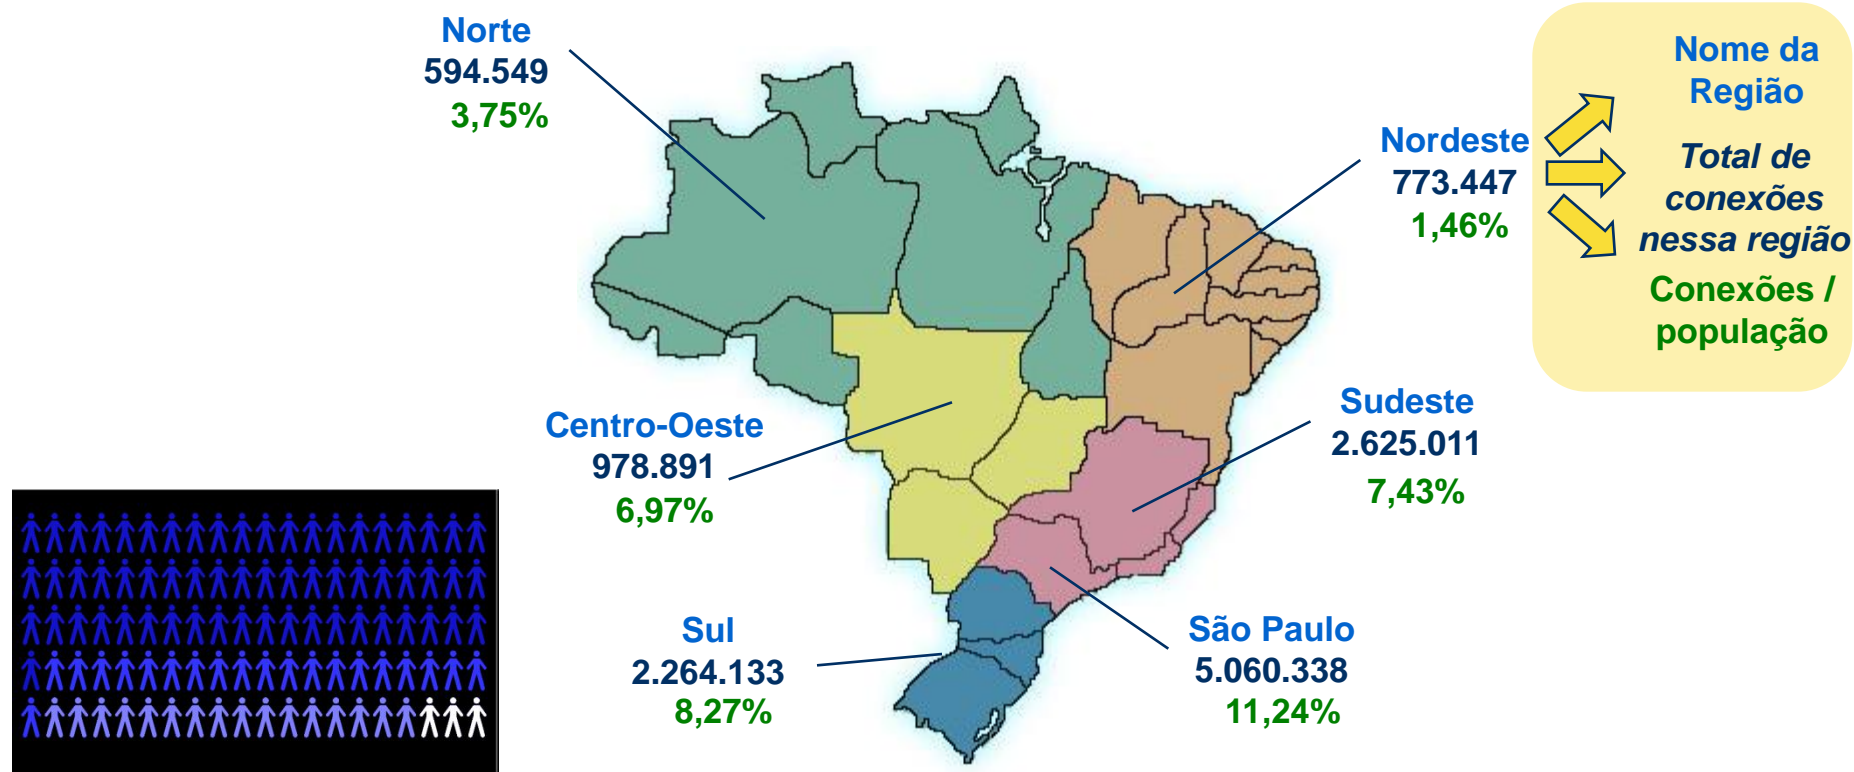 Norte
594.549
3,75%
Nordeste
773.447
1,46%
Nome da
Região
Total de
conexões
nessa região
Conexões /
população
Centro-Oeste
978.891
6,97%
Sudeste
2.625.011
7,43%
Sul
2.264.133
8,27%
São Paulo
5.060.338
11,24%